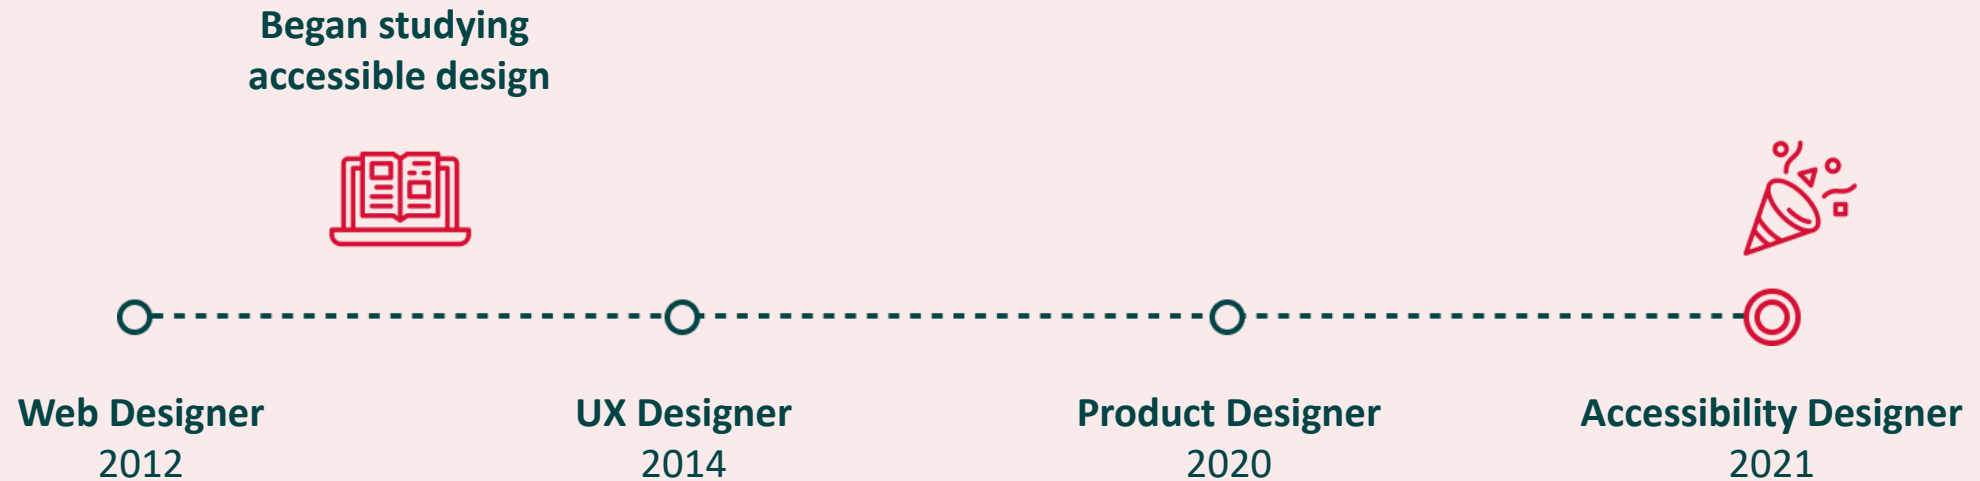 Began studying
accessible design
Web Designer
2012
UX Designer
2014
Product Designer
2020
Accessibility Designer
2021